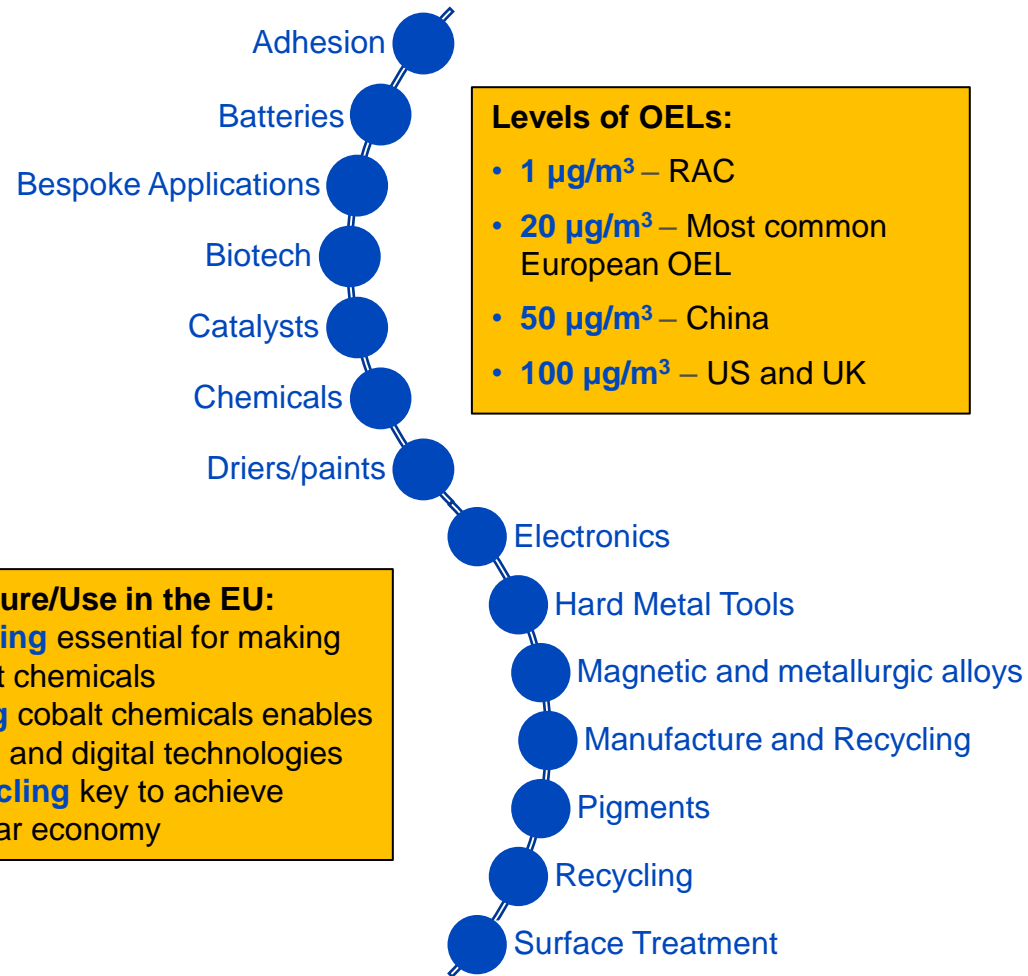 Adhesion
Batteries
Bespoke Applications
Biotech
Catalysts
Chemicals
Driers/paints
Levels of OELs:
• 1 µg/m³ – RAC
• 20 µg/m³ – Most common
European OEL
• 50 µg/m³ – China
• 100 µg/m³ – US and UK
Electronics
Hard Metal Tools
Magnetic and metallurgic alloys
Manufacture and Recycling
Pigments
Recycling
Surface Treatment
ure/Use in the EU:
ing essential for making
t chemicals
g cobalt chemicals enables
and digital technologies
cling key to achieve
ar economy